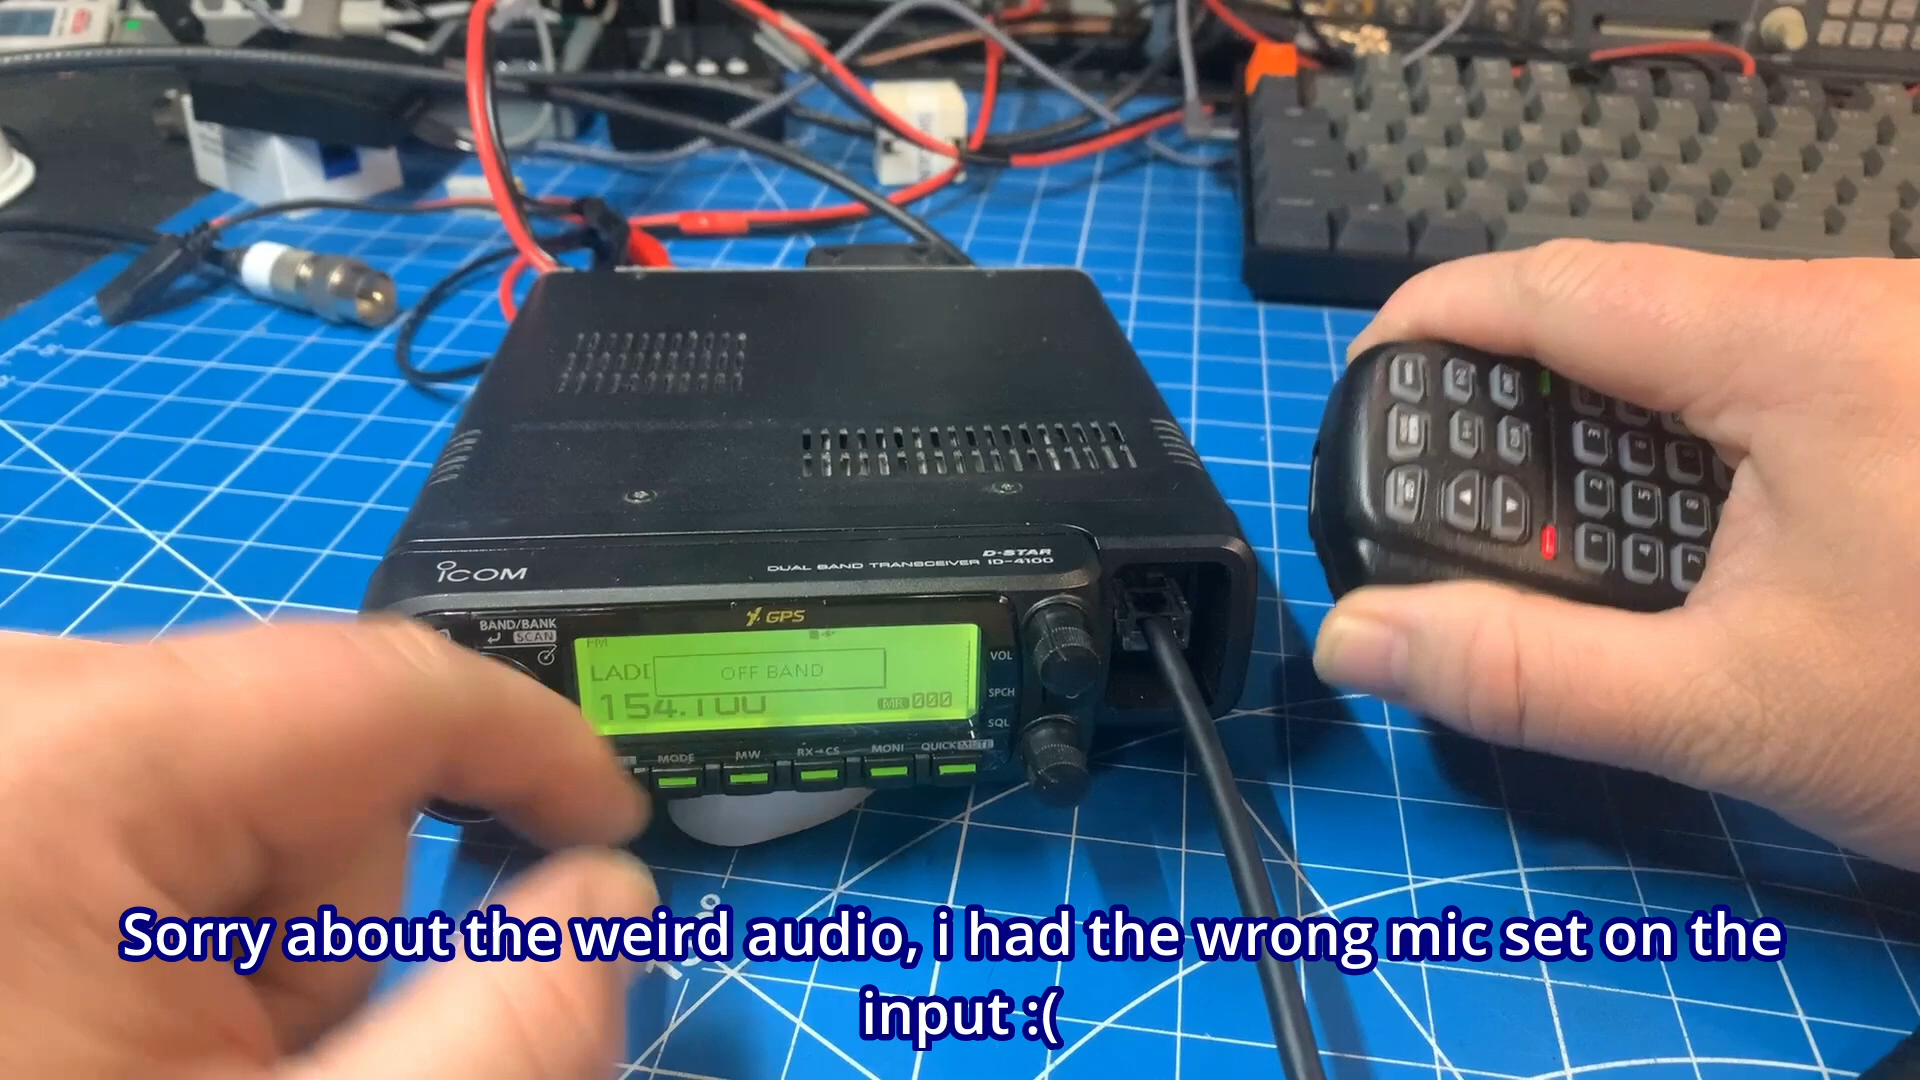 ICOM
D-STAR
DUAL BAND TRANSCEIVER ID-4100
BAND/BANK
SCAN
GPS
FM
OFF BAND
154.100
MR 000
VOL
SPCH
SQL
MODE
MW
RX→CS
MONI
QUICK MUTE
Sorry about the weird audio, i had the wrong mic set on the
input :(